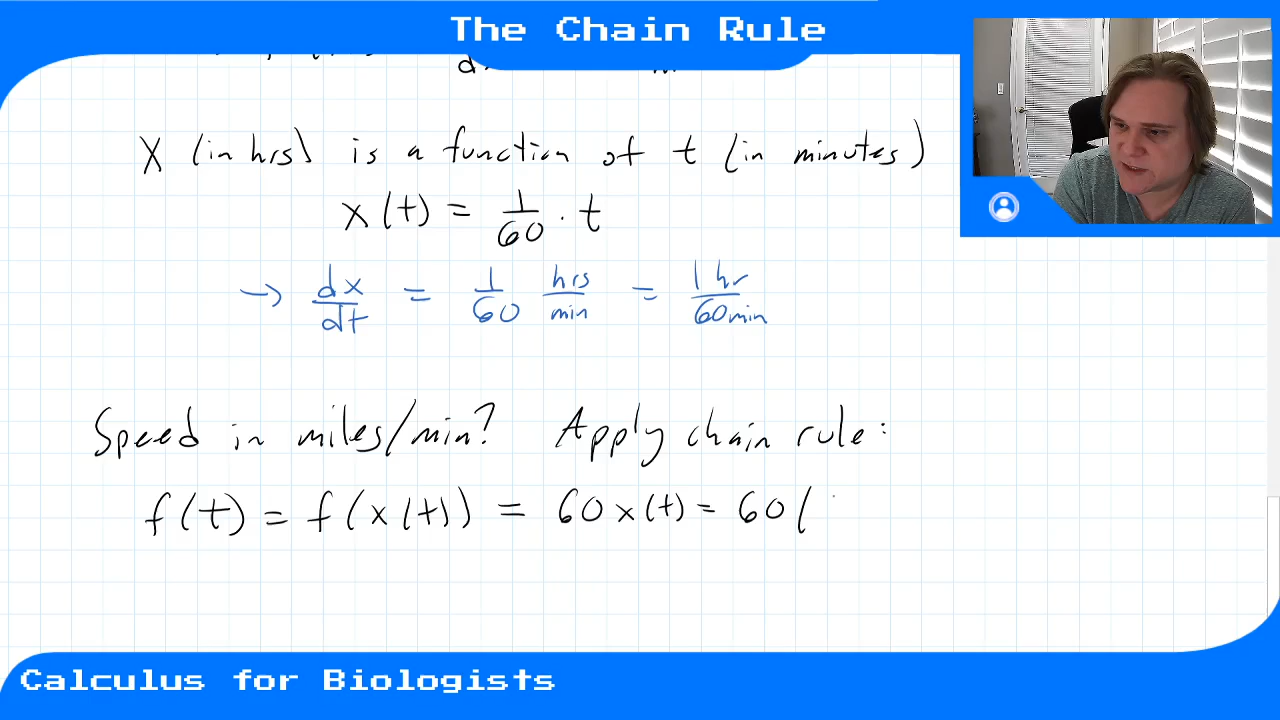 The Chain Rule
X (in hrs) is a function of t (in minutes)
x(t) = 1/60 · t
→ dx/dt = 1/60 hrs/min = 1 hr/60 min
Speed in miles/min? Apply chain rule:
f(t) = f(x(t)) = 60x(t) = 60(
Calculus for Biologists